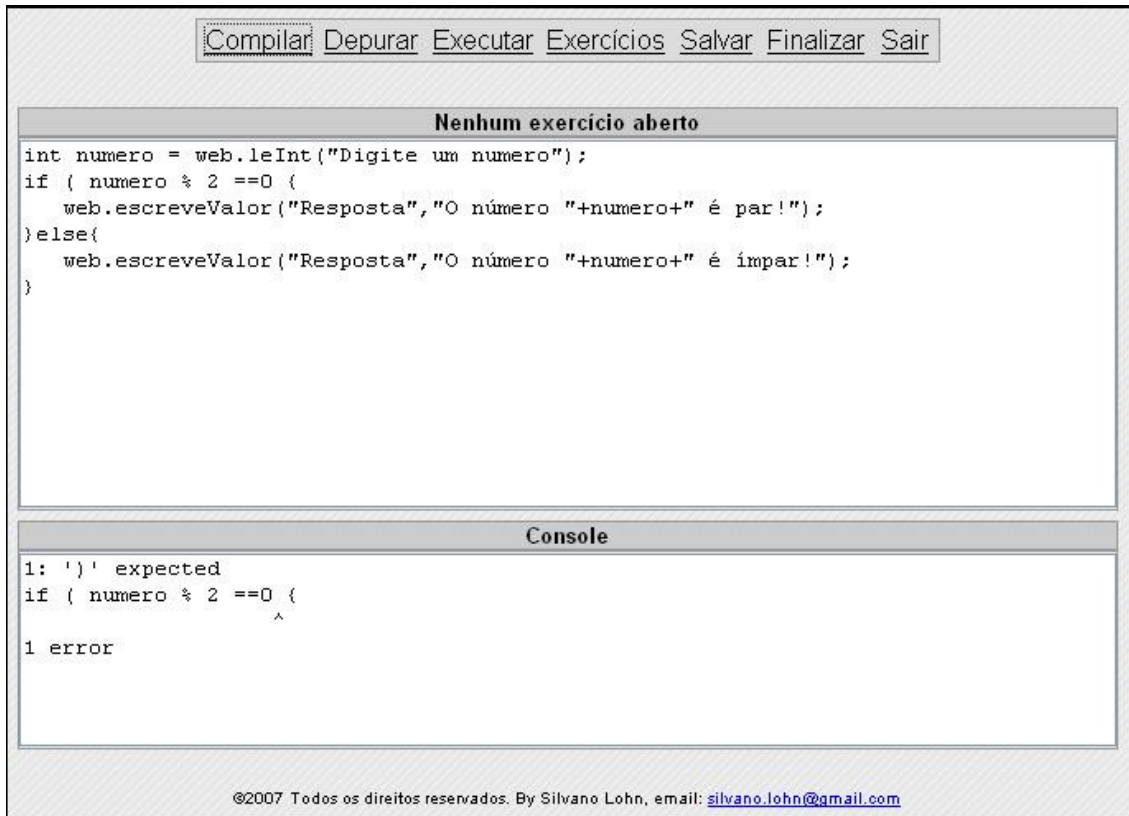 Compilar Depurar Executar Exercícios Salvar Finalizar Sair
Nenhum exercício aberto
int numero = web.leInt("Digite um numero");
if ( numero % 2 ==0 {
   web.escreveValor("Resposta","O número "+numero+" é par!");
}else{
   web.escreveValor("Resposta","O número "+numero+" é ímpar!");
}
Console
1: ')' expected
if ( numero % 2 ==0 {
^
1 error
©2007 Todos os direitos reservados. By Silvano Lohn, email: silvano.lohn@gmail.com